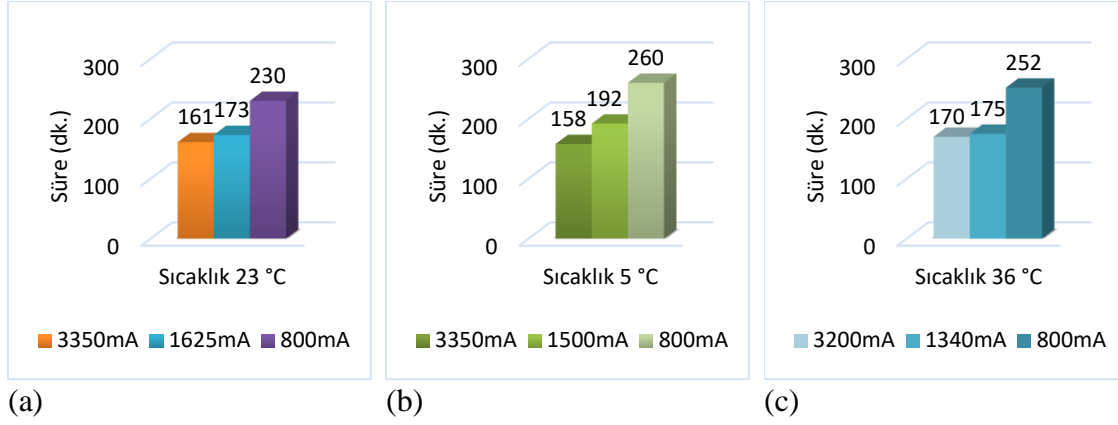 300
200
100
0
Süre (dk.)
161
173
230
Sıcaklık 23 °C
3350mA
1625mA
800mA
(a)
300
200
100
0
Süre (dk.)
158
192
260
Sıcaklık 5 °C
3350mA
1500mA
800mA
(b)
300
200
100
0
Süre (dk.)
170
175
252
Sıcaklık 36 °C
3200mA
1340mA
800mA
(c)